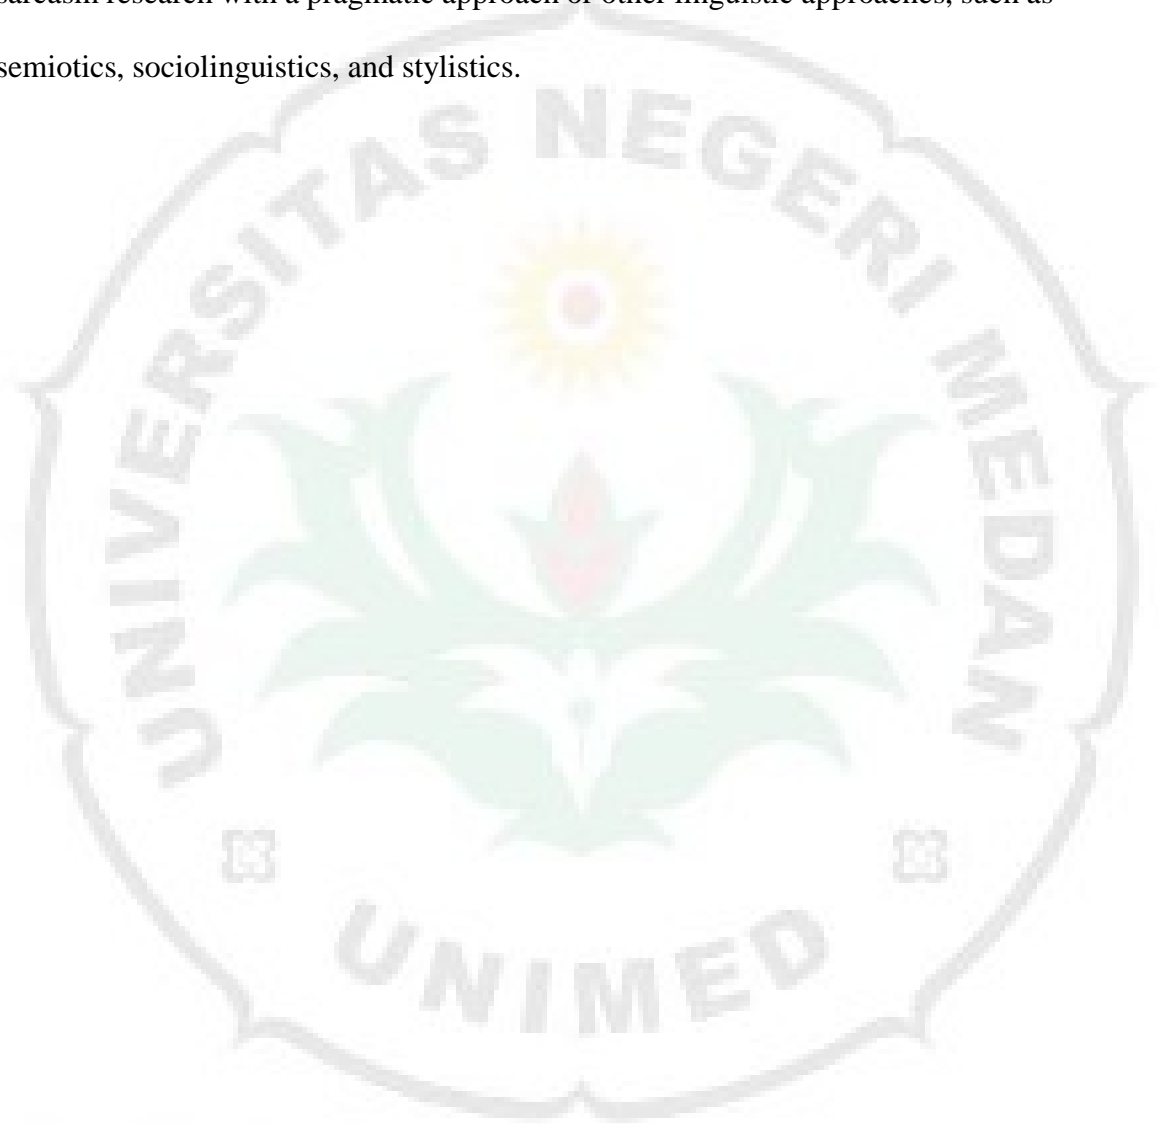 sarcasm research with a pragmatic approach or other linguistic approaches, such as
semiotics, sociolinguistics, and stylistics.
UNIVERSITAS NEGERI MEDAN
UNIMED